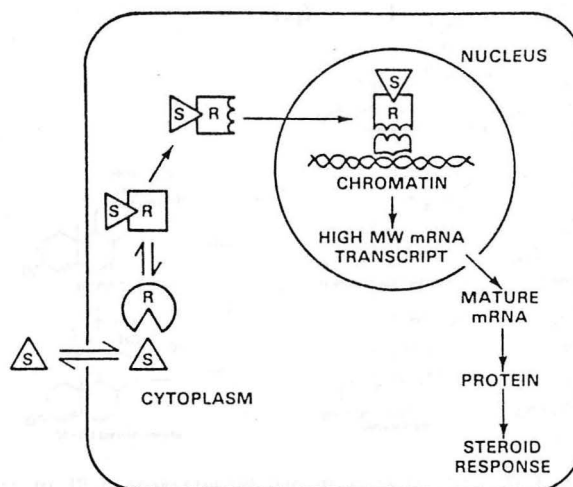 NUCLEUS
S
R
S
R
CHROMATIN
S
R
HIGH MW mRNA
TRANSCRIPT
R
MATURE
mRNA
S
S
PROTEIN
CYTOPLASM
STEROID
RESPONSE